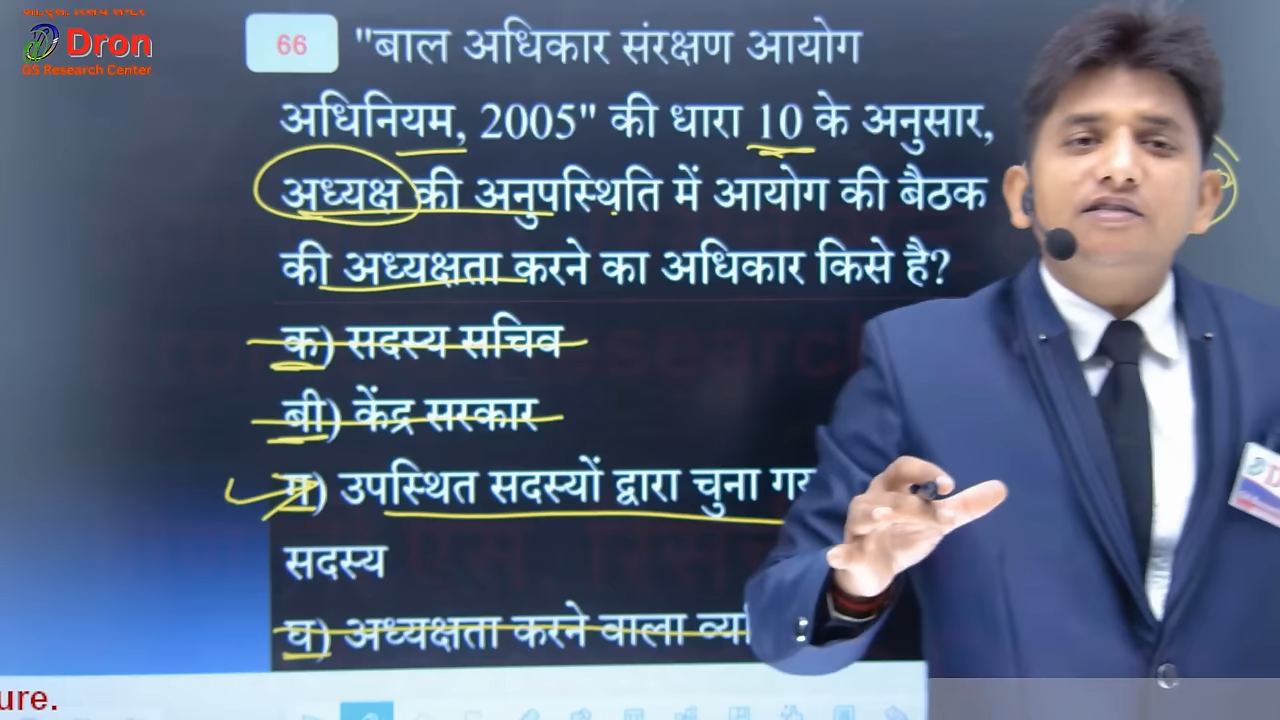 Dron
GS Research Center
66 "बाल अधिकार संरक्षण आयोग
अधिनियम, 2005" की धारा 10 के अनुसार,
अध्यक्ष की अनुपस्थिति में आयोग की बैठक
की अध्यक्षता करने का अधिकार किसे है?
क) सदस्य सचिव
बी) केंद्र सरकार
ग) उपस्थित सदस्यों द्वारा चुना
सदस्य
घ) अध्यक्षता करने वाला
ure.